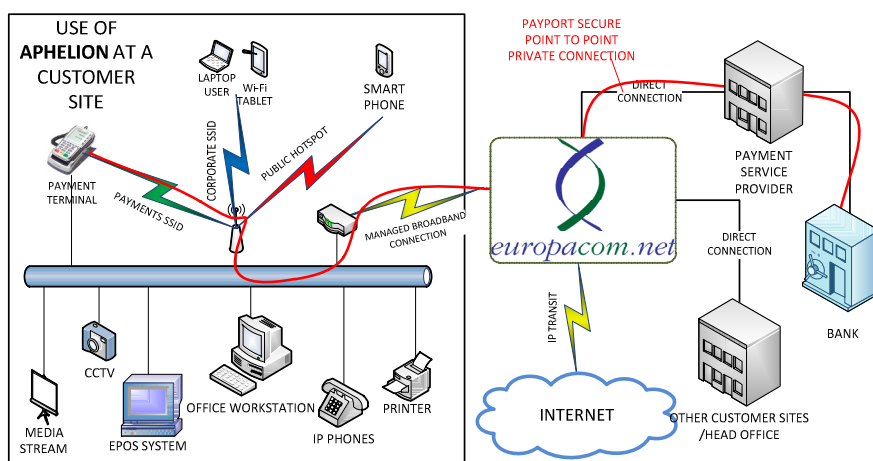 USE OF
APHELION AT A
CUSTOMER
SITE
LAPTOP
USER
Wi-Fi
TABLET
SMART
PHONE
PAYMENT
TERMINAL
PAYMENTS SSID
CORPORATE SSID
PUBLIC HOTSPOT
MANAGED BROADBAND
CONNECTION
MEDIA
STREAM
CCTV
EPOS SYSTEM
OFFICE WORKSTATION
IP PHONES
PRINTER
PAYPORT SECURE
POINT TO POINT
PRIVATE CONNECTION
DIRECT
CONNECTION
PAYMENT
SERVICE
PROVIDER
europacom.net
DIRECT
CONNECTION
BANK
IP TRANSIT
INTERNET
OTHER CUSTOMER SITES
/HEAD OFFICE